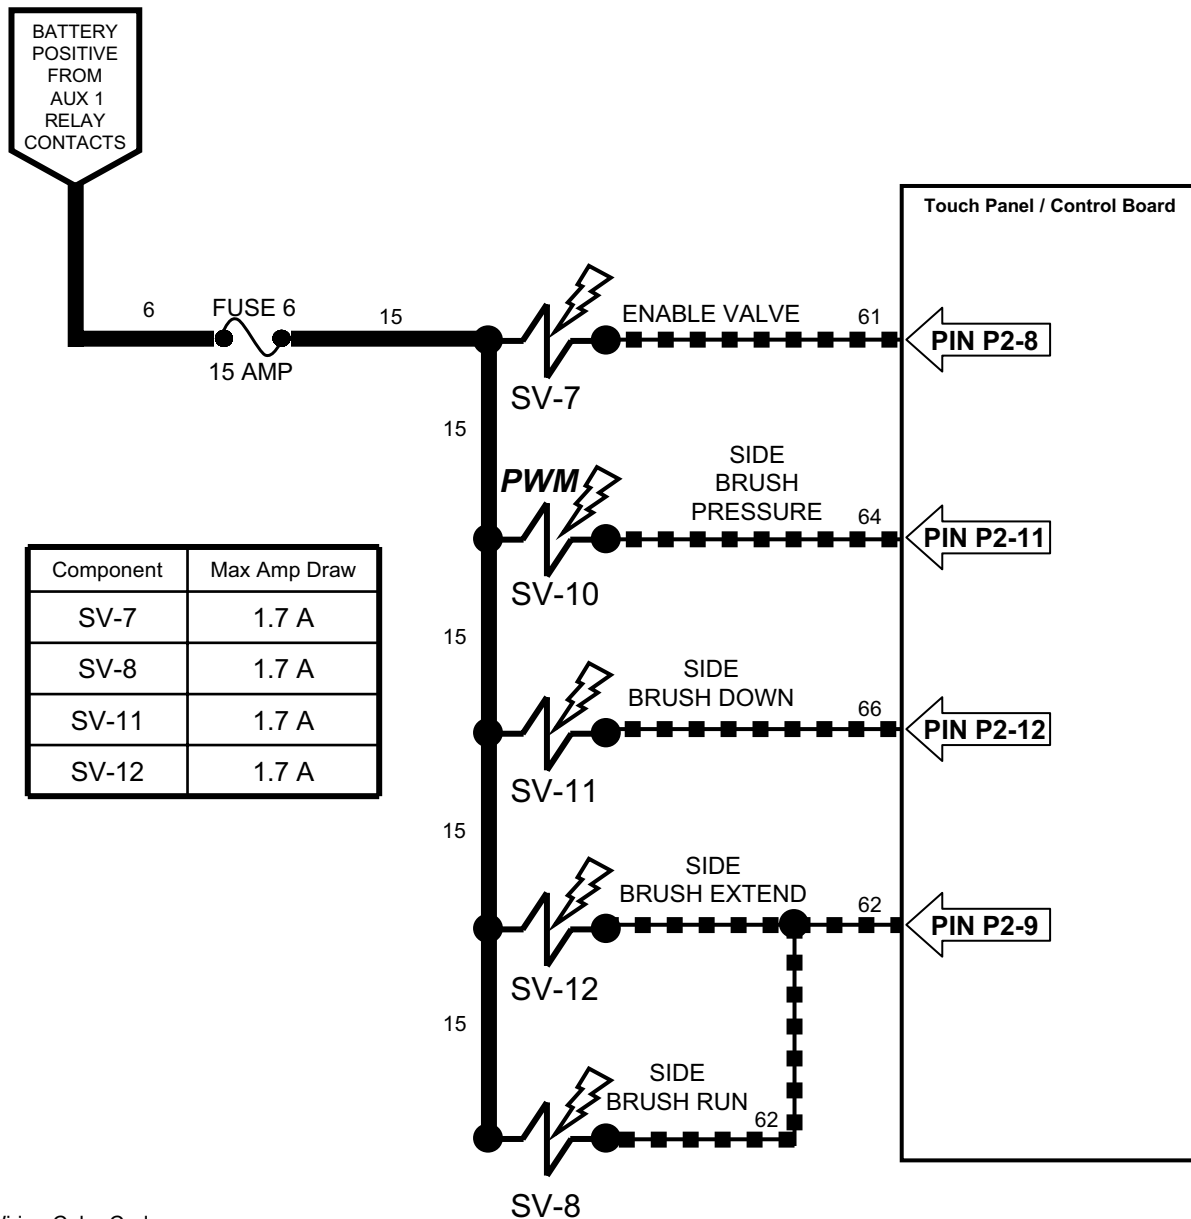 BATTERY
POSITIVE
FROM
AUX 1
RELAY
CONTACTS
Touch Panel / Control Board
6
FUSE 6
15 AMP
15
ENABLE VALVE
61
PIN P2-8
SV-7
15
PWM
SIDE
BRUSH
PRESSURE
64
PIN P2-11
SV-10
15
SIDE
BRUSH DOWN
66
PIN P2-12
SV-11
15
SIDE
BRUSH EXTEND
62
PIN P2-9
SV-12
15
SIDE
BRUSH RUN
62
SV-8
Component Max Amp Draw
SV-7 1.7 A
SV-8 1.7 A
SV-11 1.7 A
SV-12 1.7 A